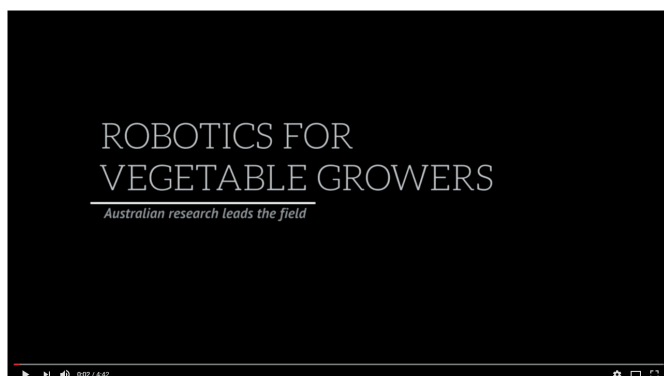 ROBOTICS FOR
VEGETABLE GROWERS
Australian research leads the field
0:02 / 4:42